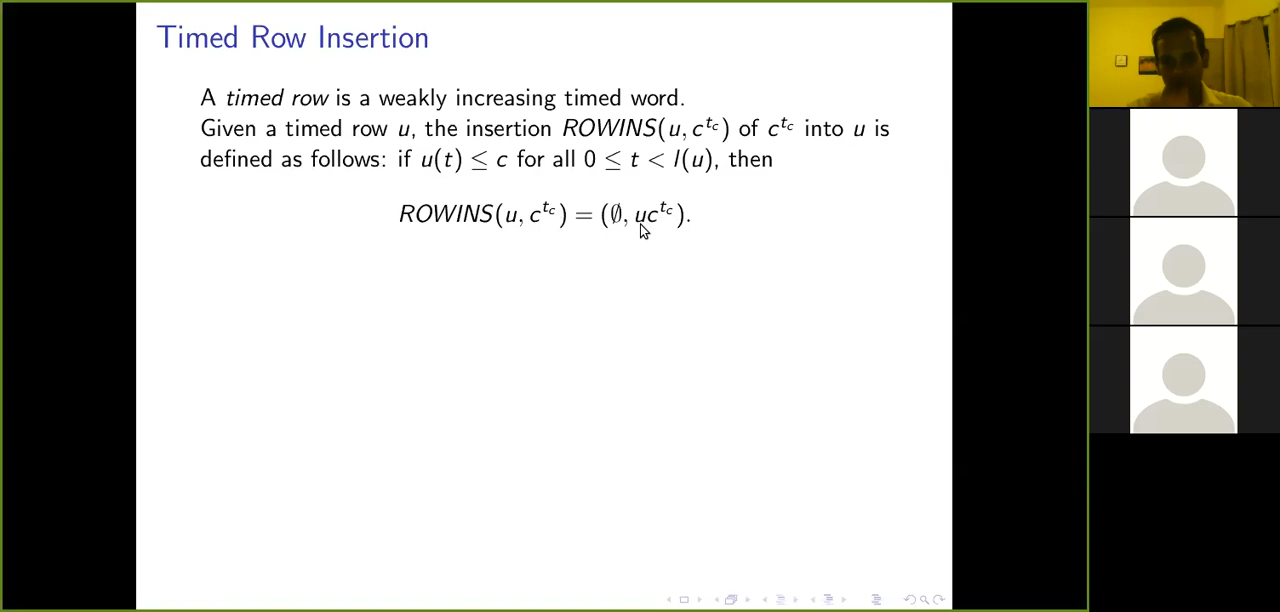 Timed Row Insertion
A timed row is a weakly increasing timed word.
Given a timed row u, the insertion ROWINS(u, c^{t_c}) of c^{t_c} into u is
defined as follows: if u(t) ≤ c for all 0 ≤ t < l(u), then
ROWINS(u, c^{t_c}) = (∅, uc^{t_c}).